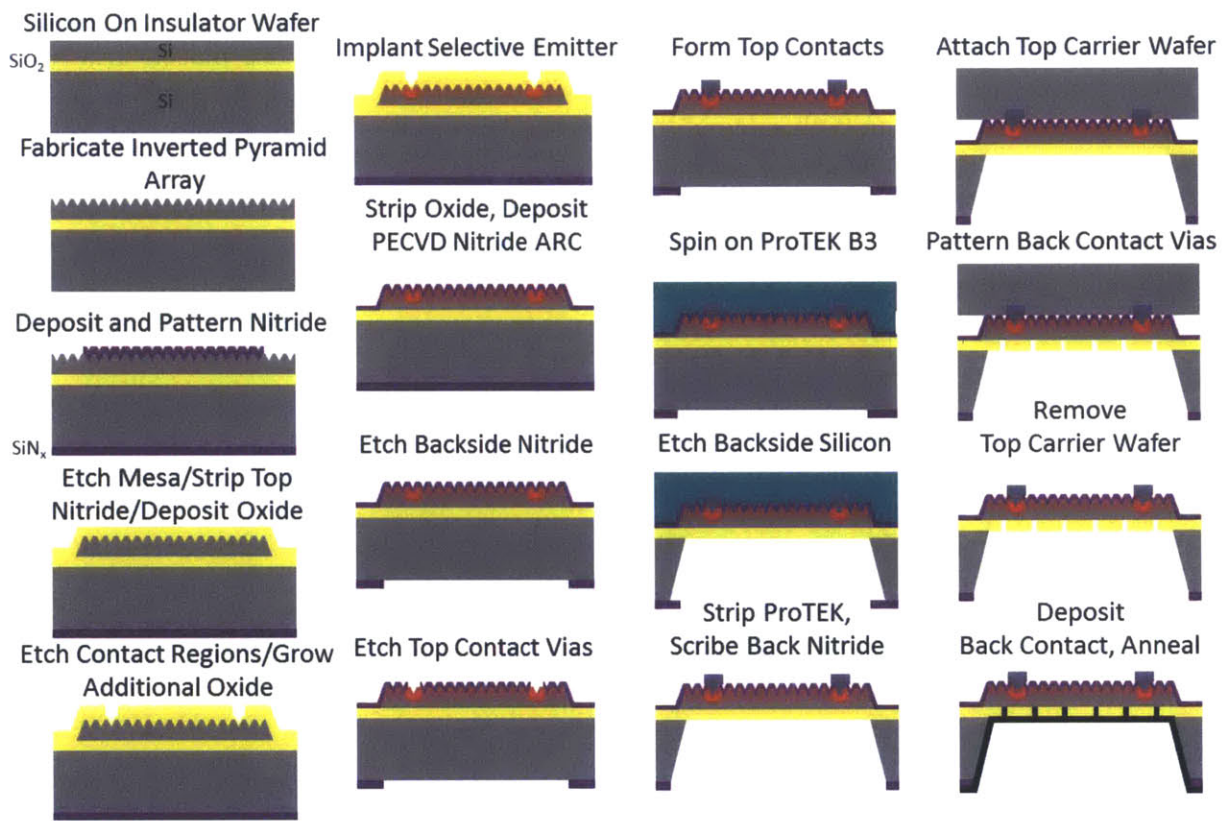 Silicon On Insulator Wafer
Si
SiO2
Si
Fabricate Inverted Pyramid
Array
Deposit and Pattern Nitride
SiNx
Etch Mesa/Strip Top
Nitride/Deposit Oxide
Etch Contact Regions/Grow
Additional Oxide
Implant Selective Emitter
Strip Oxide, Deposit
PECVD Nitride ARC
Etch Backside Nitride
Etch Top Contact Vias
Form Top Contacts
Spin on ProTEK B3
Etch Backside Silicon
Strip ProTEK,
Scribe Back Nitride
Attach Top Carrier Wafer
Pattern Back Contact Vias
Remove
Top Carrier Wafer
Deposit
Back Contact, Anneal